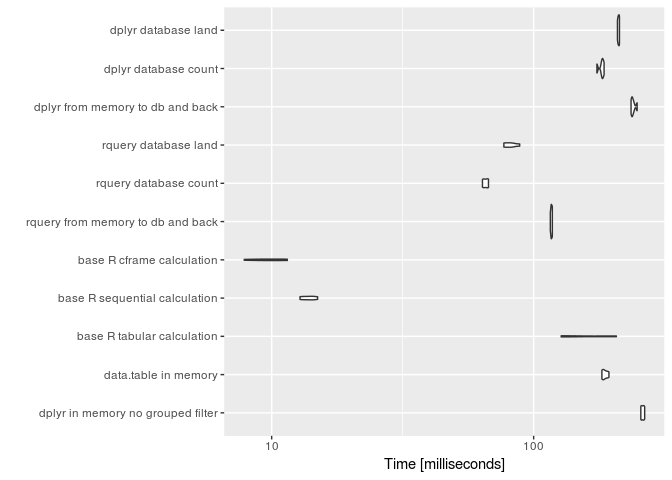 dplyr database land
dplyr database count
dplyr from memory to db and back
rquery database land
rquery database count
rquery from memory to db and back
base R cframe calculation
base R sequential calculation
base R tabular calculation
data.table in memory
dplyr in memory no grouped filter
10 100
Time [milliseconds]